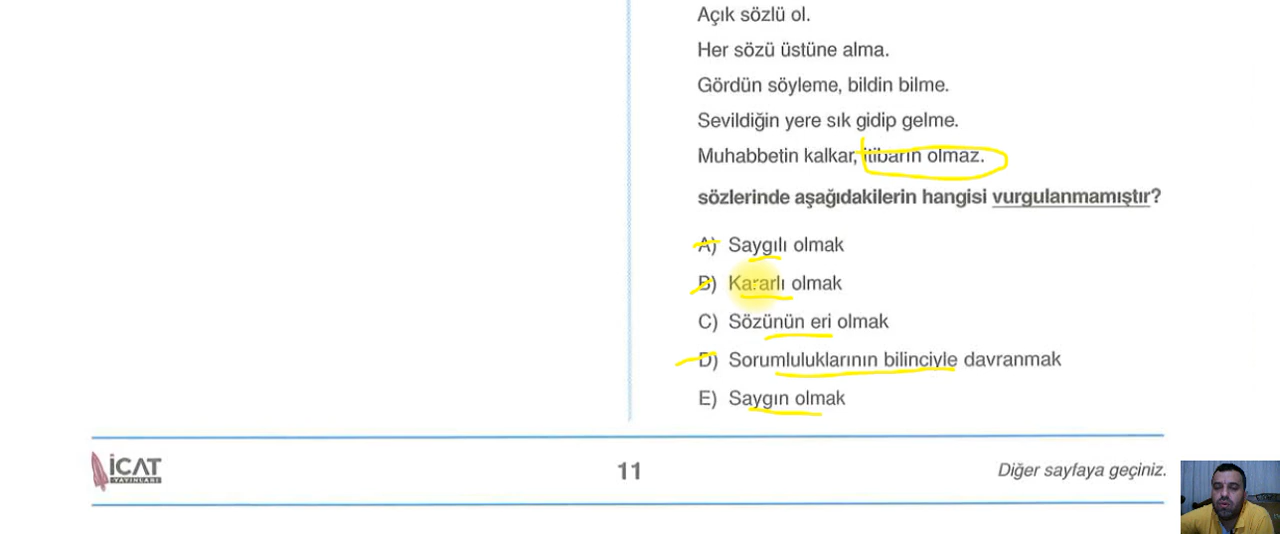 Açık sözlü ol.
Her sözü üstüne alma.
Gördün söyleme, bildin bilme.
Sevildiğin yere sık gidip gelme.
Muhabbetin kalkar, itibarın olmaz.
sözlerinde aşağıdakilerin hangisi vurgulanmamıştır?
A) Saygılı olmak
B) Kararlı olmak
C) Sözünün eri olmak
D) Sorumluluklarının bilinciyle davranmak
E) Saygın olmak
İCAT
YAYINLARI
11
Diğer sayfaya geçiniz.